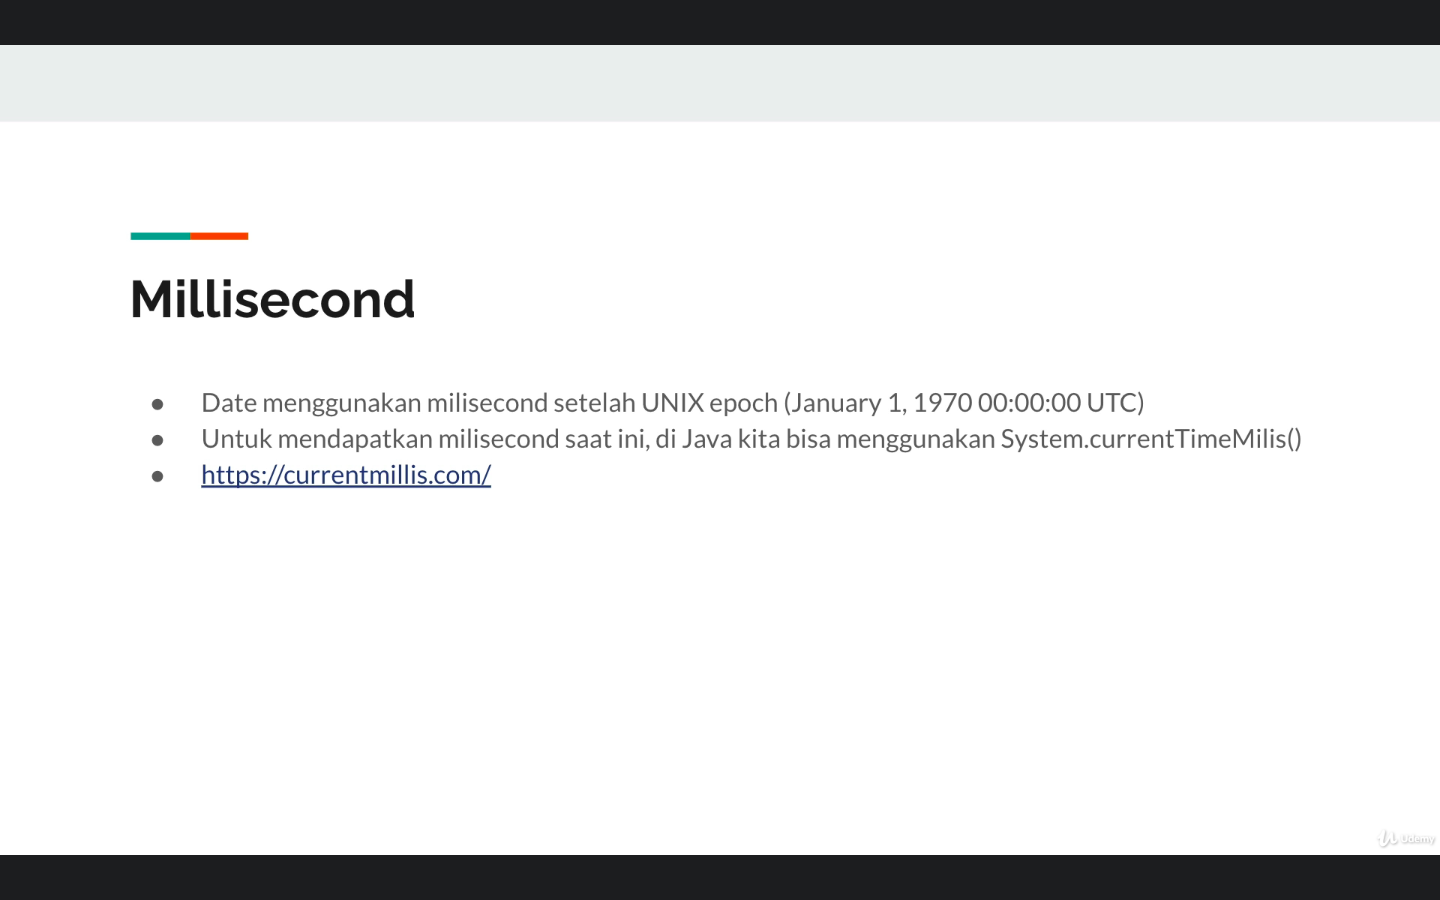 Millisecond
● Date menggunakan milisecond setelah UNIX epoch (January 1, 1970 00:00:00 UTC)
● Untuk mendapatkan milisecond saat ini, di Java kita bisa menggunakan System.currentTimeMilis()
● https://currentmillis.com/
Udemy